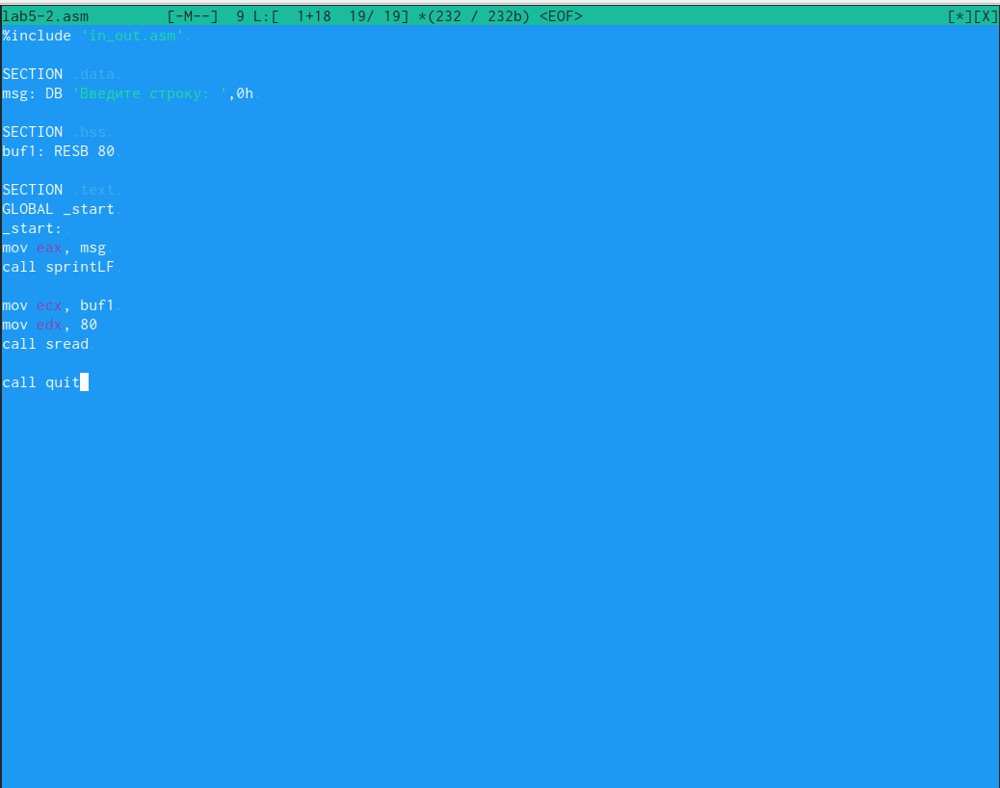 lab5-2.asm [-M--] 9 L:[ 1+18 19/ 19] *(232 / 232b) <EOF> [*][X]
%include 'in_out.asm'
SECTION .data
msg: DB 'Введите строку: ',0h
SECTION .bss
buf1: RESB 80
SECTION .text
GLOBAL _start
_start:
mov eax, msg
call sprintLF
mov ecx, buf1
mov edx, 80
call sread
call quit